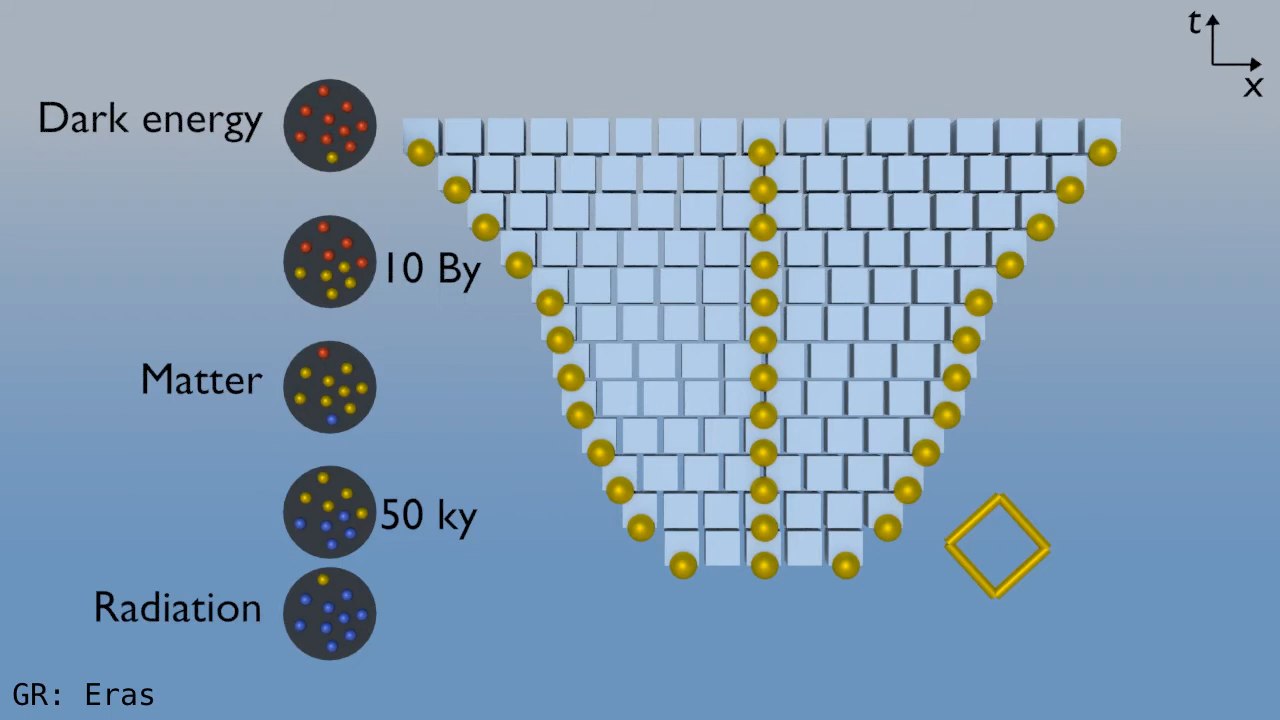 t
x
Dark energy
10 By
Matter
50 ky
Radiation
GR: Eras